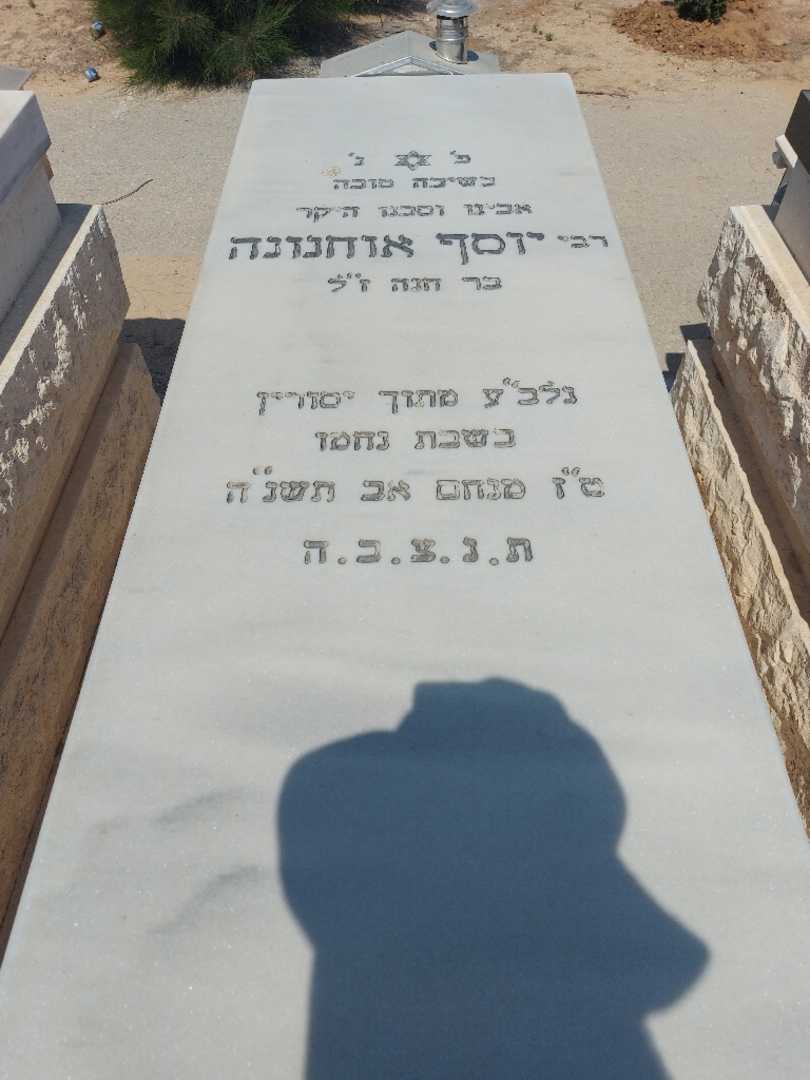 פ׳ נ׳
בשיבה טובה
אבינו וסבנו היקר
רבי יוסף אוחנונה
בר חנה ז״ל
נלב״ע מתוך יסורין
בשבת נחמו
ט״ז מנחם אב תשנ״ה
ת.נ.צ.ב.ה